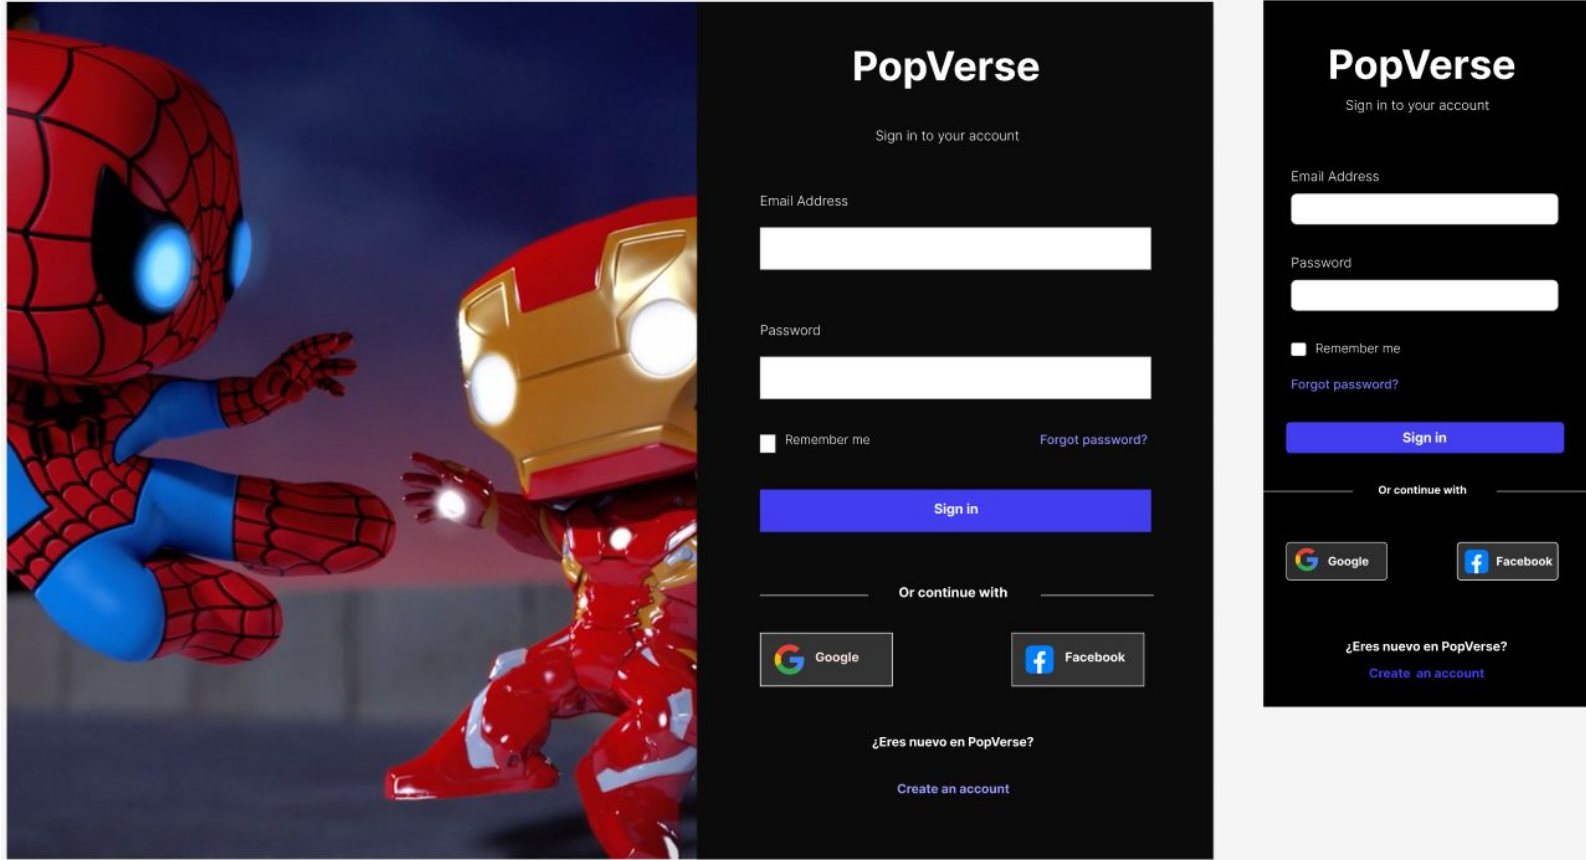 PopVerse
Sign in to your account
Email Address
Password
Remember me
Forgot password?
Sign in
Or continue with
Google
Facebook
¿Eres nuevo en PopVerse?
Create an account
PopVerse
Sign in to your account
Email Address
Password
Remember me
Forgot password?
Sign in
Or continue with
Google
Facebook
¿Eres nuevo en PopVerse?
Create an account